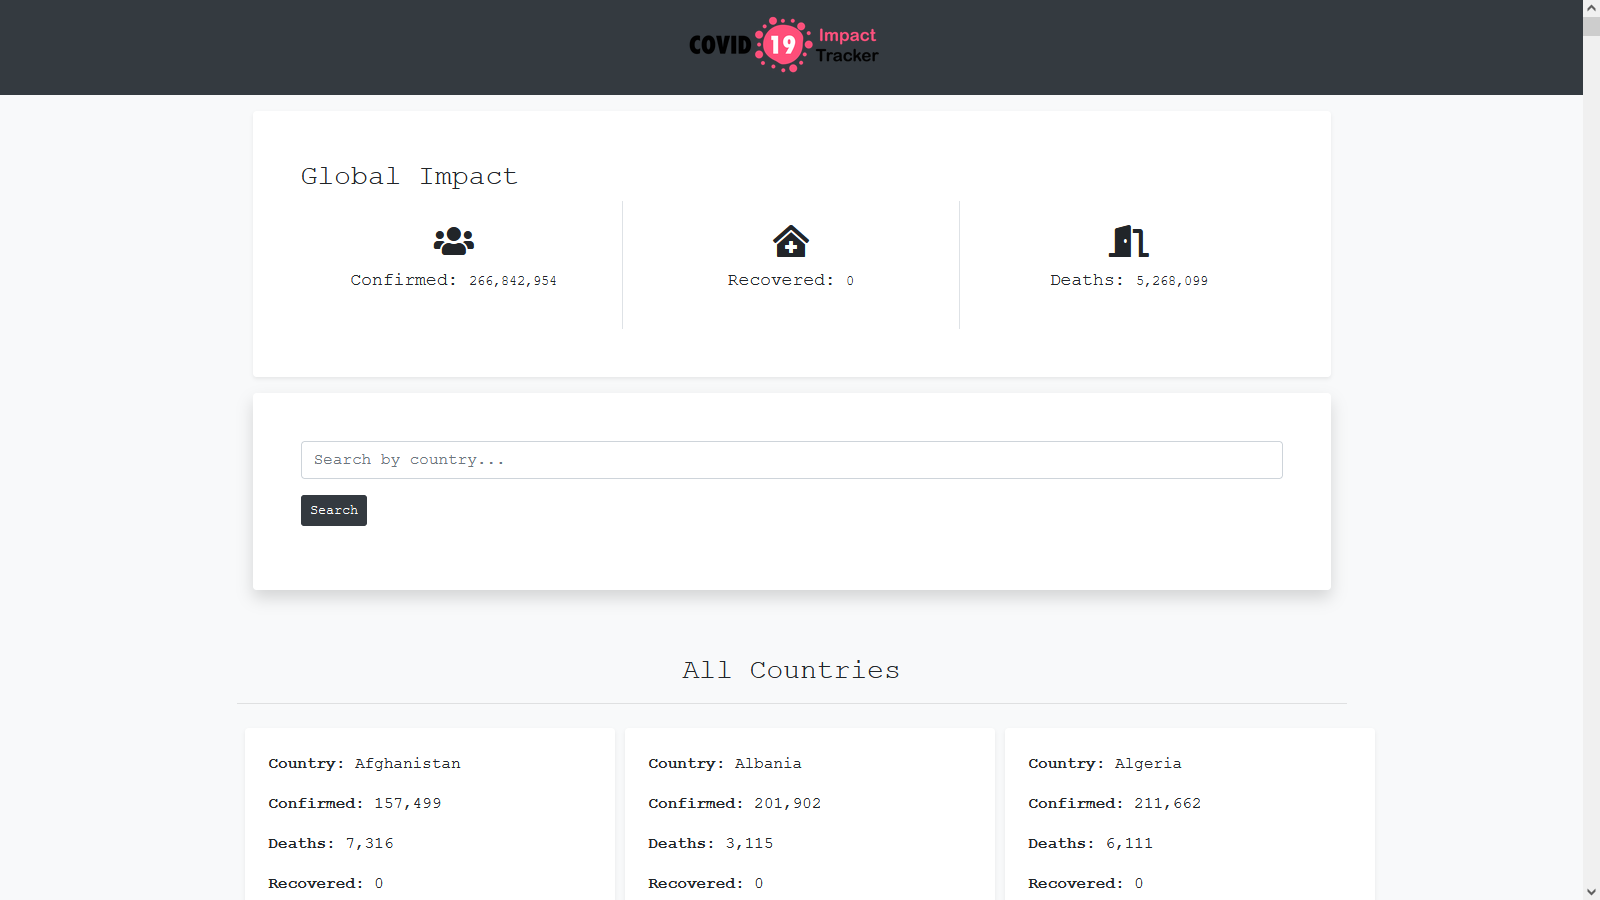 COVID 19 Impact
Tracker
Global Impact
Confirmed: 266,842,954
Recovered: 0
Deaths: 5,268,099
Search by country...
Search
All Countries
Country: Afghanistan
Confirmed: 157,499
Deaths: 7,316
Recovered: 0
Country: Albania
Confirmed: 201,902
Deaths: 3,115
Recovered: 0
Country: Algeria
Confirmed: 211,662
Deaths: 6,111
Recovered: 0